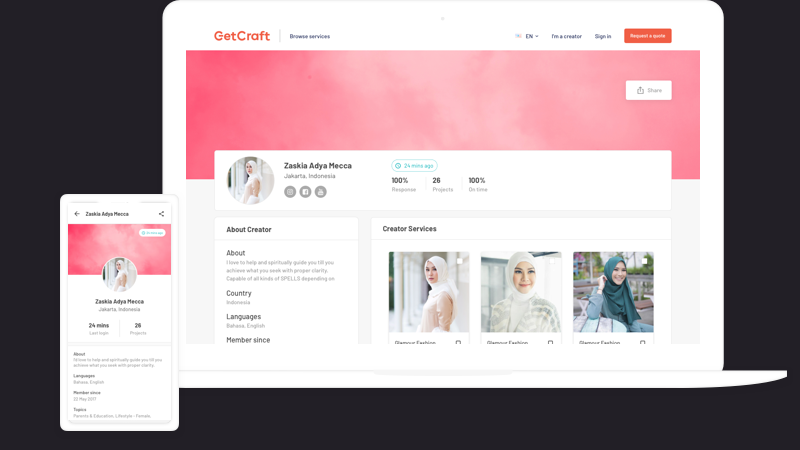 GetCraft
Browse services
EN
I'm a creator
Sign in
Request a quote
Share
Zaskia Adya Mecca
Jakarta, Indonesia
24 mins ago
100%
Response
26
Projects
100%
On time
About Creator
About
I love to help and spiritually guide you till you
achieve what you seek with proper clarity.
Capable of all kinds of SPELLS depending on
Country
Indonesia
Languages
Bahasa, English
Member since
Creator Services
Glamour Fashion
Glamour Fashion
Glamour Fashion
Zaskia Adya Mecca
24 mins ago
Zaskia Adya Mecca
Jakarta, Indonesia
24 mins
Last login
26
Projects
About
I'd love to help and spiritually guide you till you
achieve what you seek with proper clarity.
Languages
Bahasa, English
Member since
22 May 2017
Topics
Parents & Education, Lifestyle - Female,